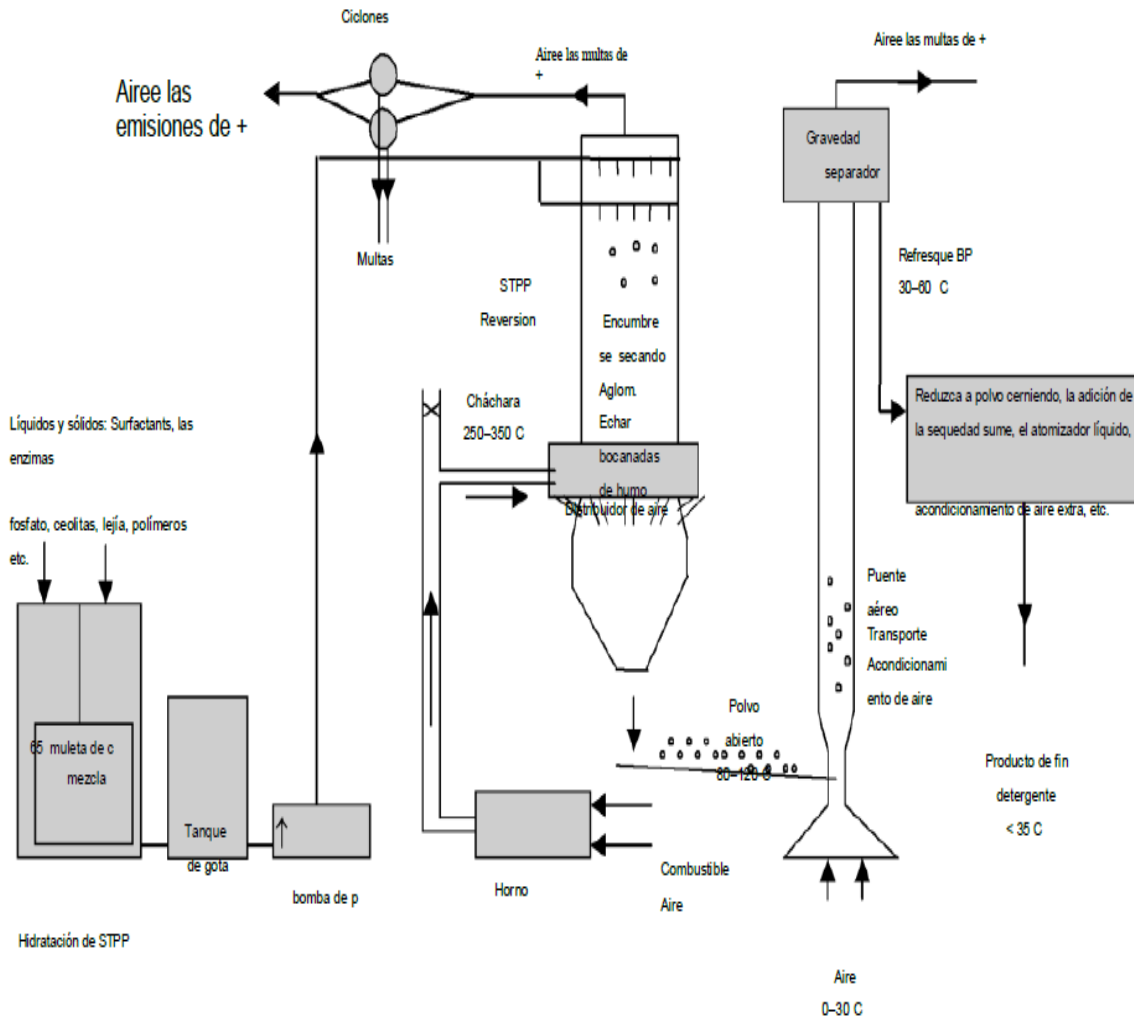 Ciclones
Airee las multas de
+
Airee las multas de +
Airee las
emisiones de +
Gravedad
separador
Multas
Refresque BP
30–60 C
STPP
Reversion
Encumbre
se secando
Aglom.
Echar
bocanadas
de humo
Distribuidor de aire
Cháchara
250–350 C
Reduzca a polvo cerniendo, la adición de
la sequedad sume, el atomizador líquido,
acondicionamiento de aire extra, etc.
Líquidos y sólidos: Surfactants, las
enzimas
fosfato, ceolitas, lejía, polímeros
etc.
Puente
aéreo
Transporte
Acondicionami
ento de aire
65 muleta de c
mezcla
Polvo
abierto
80–120 C
Producto de fin
detergente
< 35 C
Tanque
de gota
bomba de p
Horno
Combustible
Aire
Hidratación de STPP
Aire
0–30 C